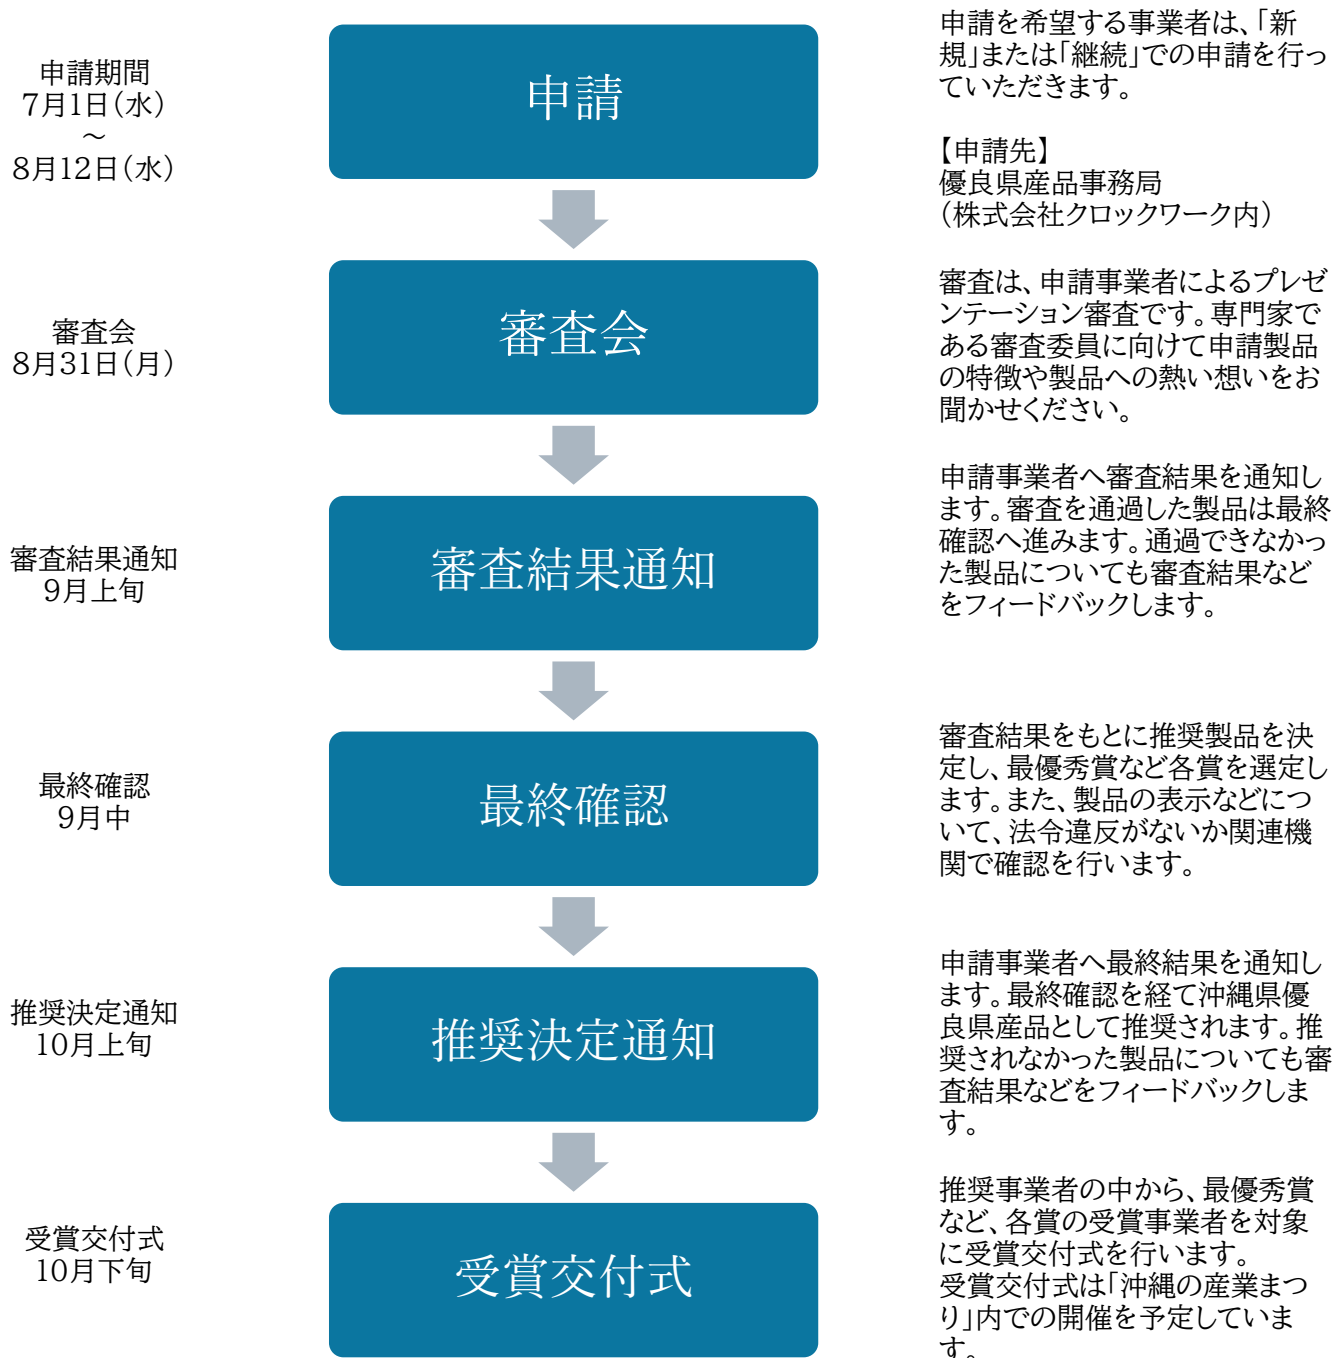 申請期間
7月1日(水)
～
8月12日(水)
申請
申請を希望する事業者は、「新
規」または「継続」での申請を行っ
ていただきます。
【申請先】
優良県産品事務局
(株式会社クロックワーク内)
審査会
8月31日(月)
審査会
審査は、申請事業者によるプレゼ
ンテーション審査です。専門家で
ある審査委員に向けて申請製品
の特徴や製品への熱い想いをお
聞かせください。
審査結果通知
9月上旬
審査結果通知
申請事業者へ審査結果を通知し
ます。審査を通過した製品は最終
確認へ進みます。通過できなかっ
た製品についても審査結果など
をフィードバックします。
最終確認
9月中
最終確認
審査結果をもとに推奨製品を決
定し、最優秀賞など各賞を選定し
ます。また、製品の表示などにつ
いて、法令違反がないか関連機
関で確認を行います。
推奨決定通知
10月上旬
推奨決定通知
申請事業者へ最終結果を通知し
ます。最終確認を経て沖縄県優
良県産品として推奨されます。推
奨されなかった製品についても審
査結果などをフィードバックしま
す。
受賞交付式
10月下旬
受賞交付式
推奨事業者の中から、最優秀賞
など、各賞の受賞事業者を対象
に受賞交付式を行います。
受賞交付式は「沖縄の産業まつ
り」内での開催を予定していま
す。